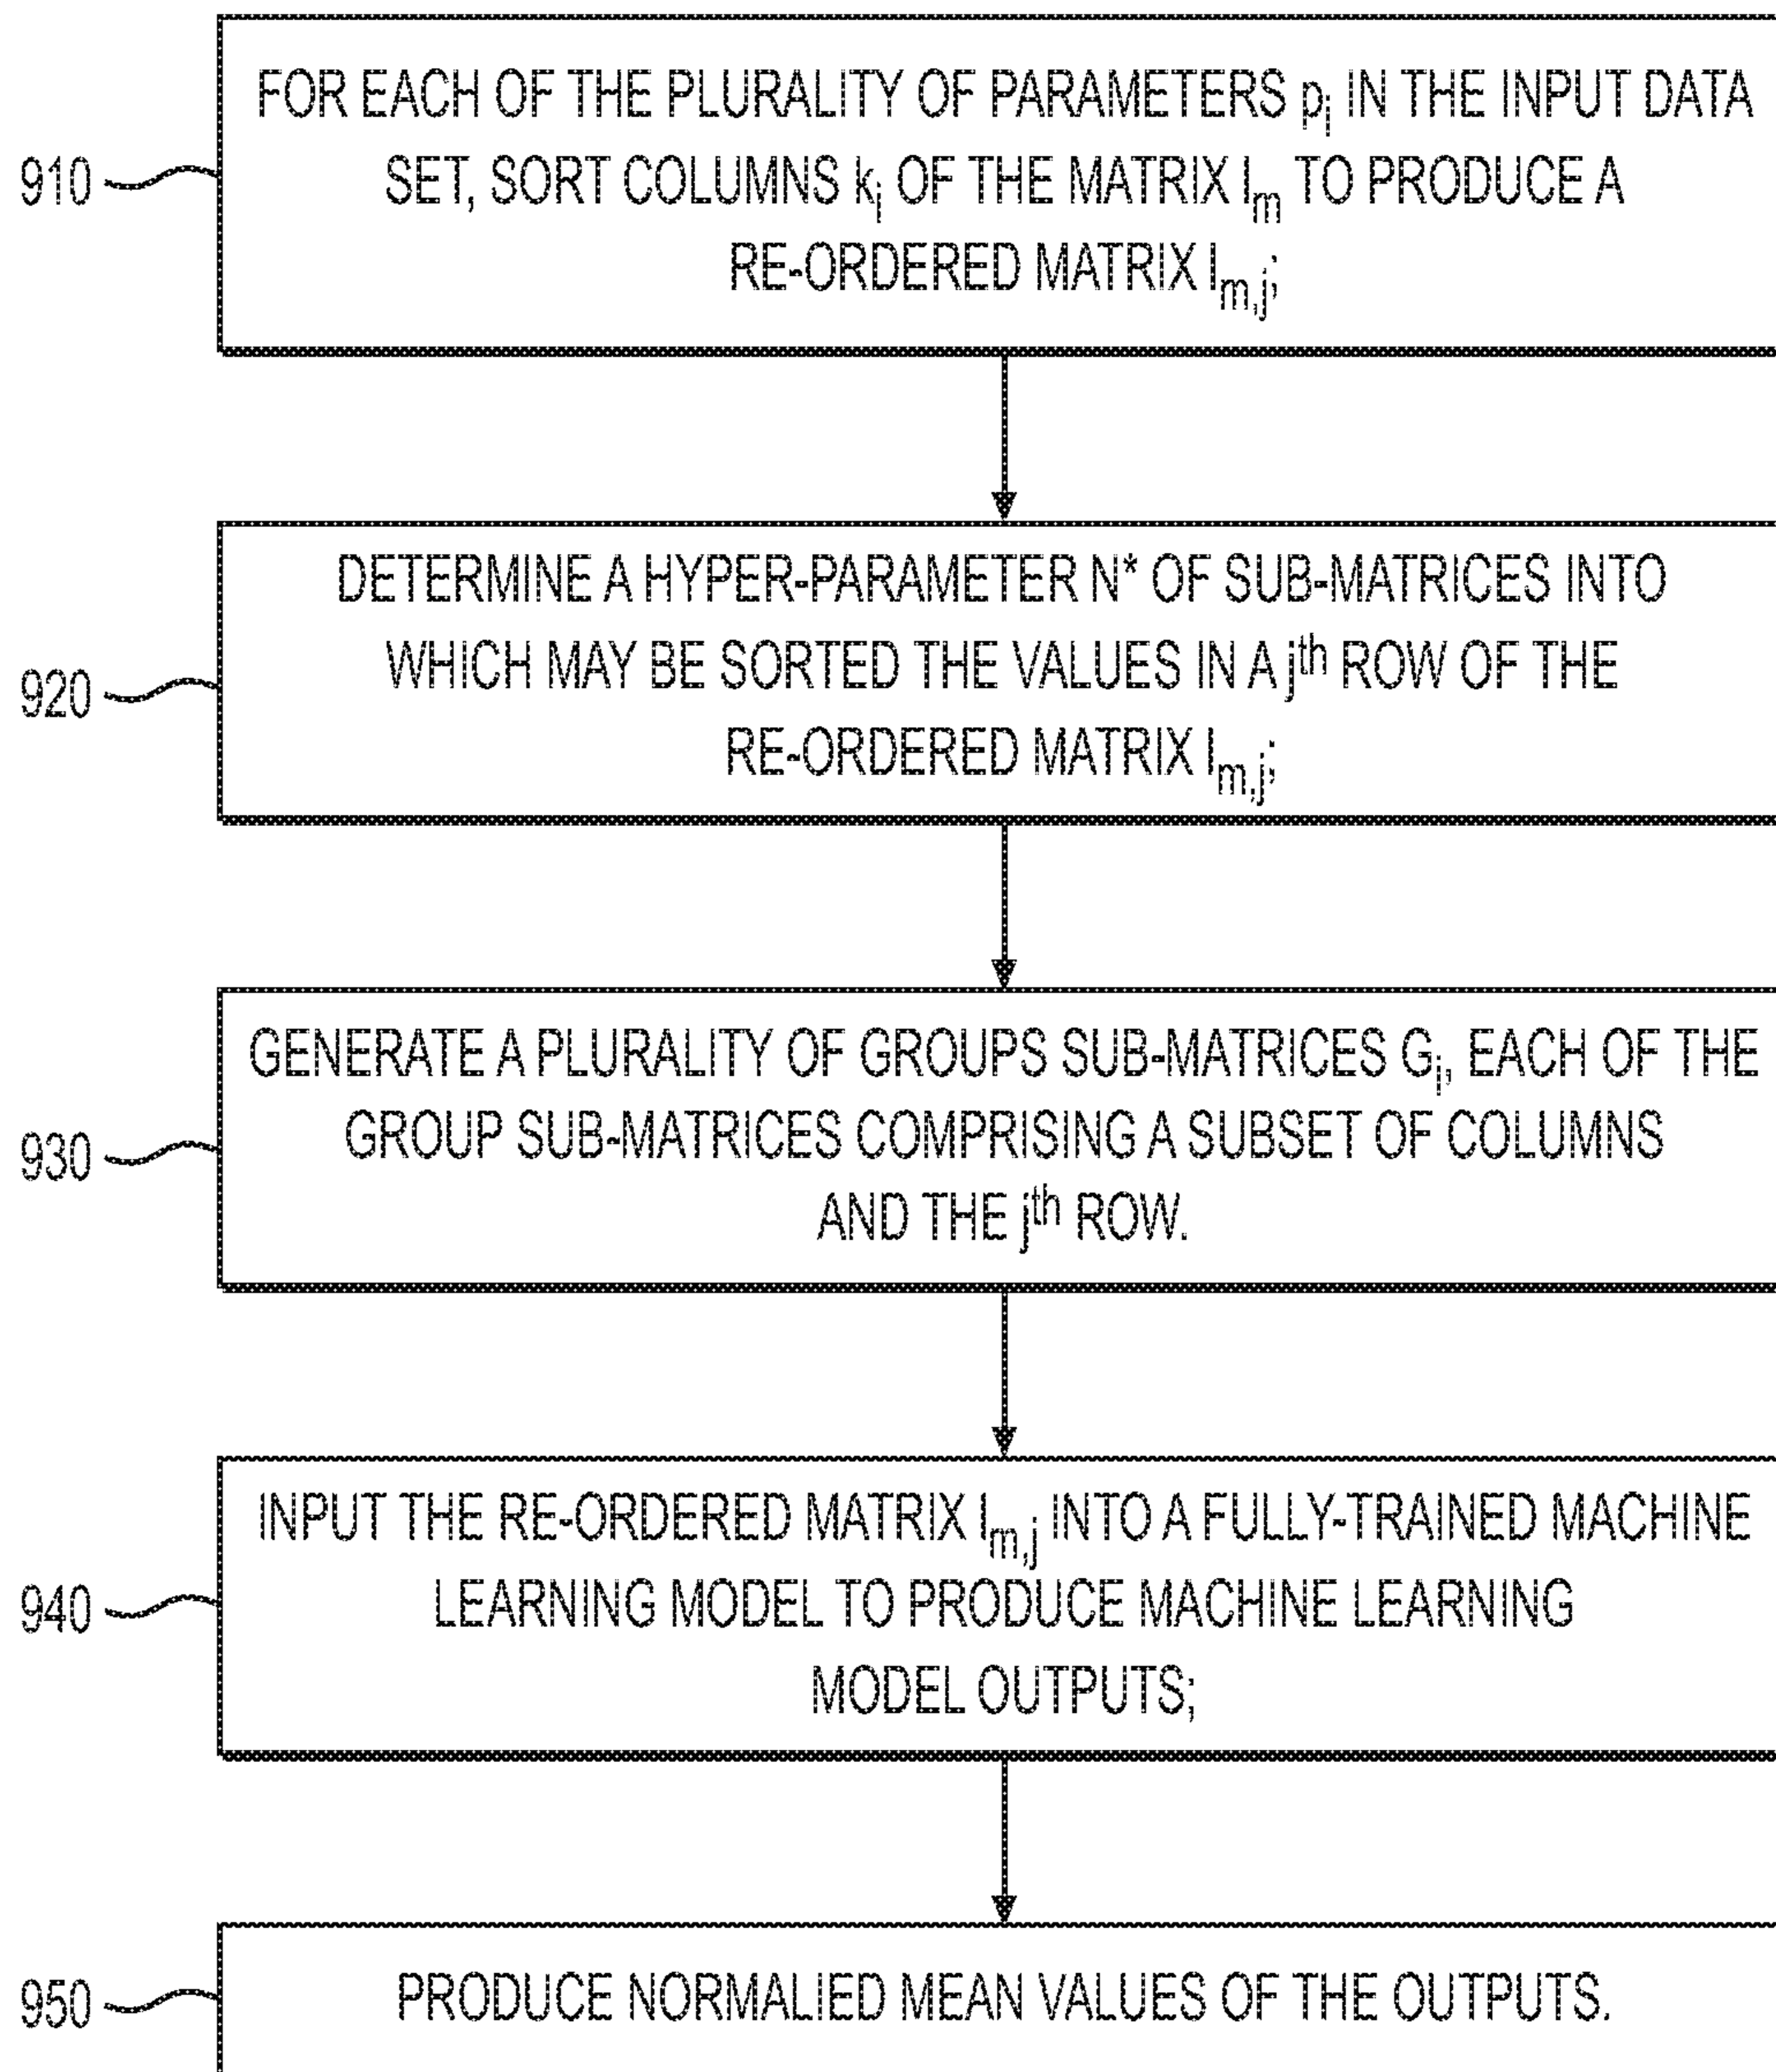 FOR EACH OF THE PLURALITY OF PARAMETERS pᵢ IN THE INPUT DATA
910
SET, SORT COLUMNS kᵢ OF THE MATRIX Iₘ TO PRODUCE A
RE-ORDERED MATRIX Iₘ,ⱼ;
DETERMINE A HYPER-PARAMETER N* OF SUB-MATRICES INTO
920
WHICH MAY BE SORTED THE VALUES IN A jᵗʰ ROW OF THE
RE-ORDERED MATRIX Iₘ,ⱼ;
GENERATE A PLURALITY OF GROUPS SUB-MATRICES Gᵢ, EACH OF THE
930
GROUP SUB-MATRICES COMPRISING A SUBSET OF COLUMNS
AND THE jᵗʰ ROW.
INPUT THE RE-ORDERED MATRIX Iₘ,ⱼ INTO A FULLY-TRAINED MACHINE
940
LEARNING MODEL TO PRODUCE MACHINE LEARNING
MODEL OUTPUTS;
950
PRODUCE NORMALIED MEAN VALUES OF THE OUTPUTS.